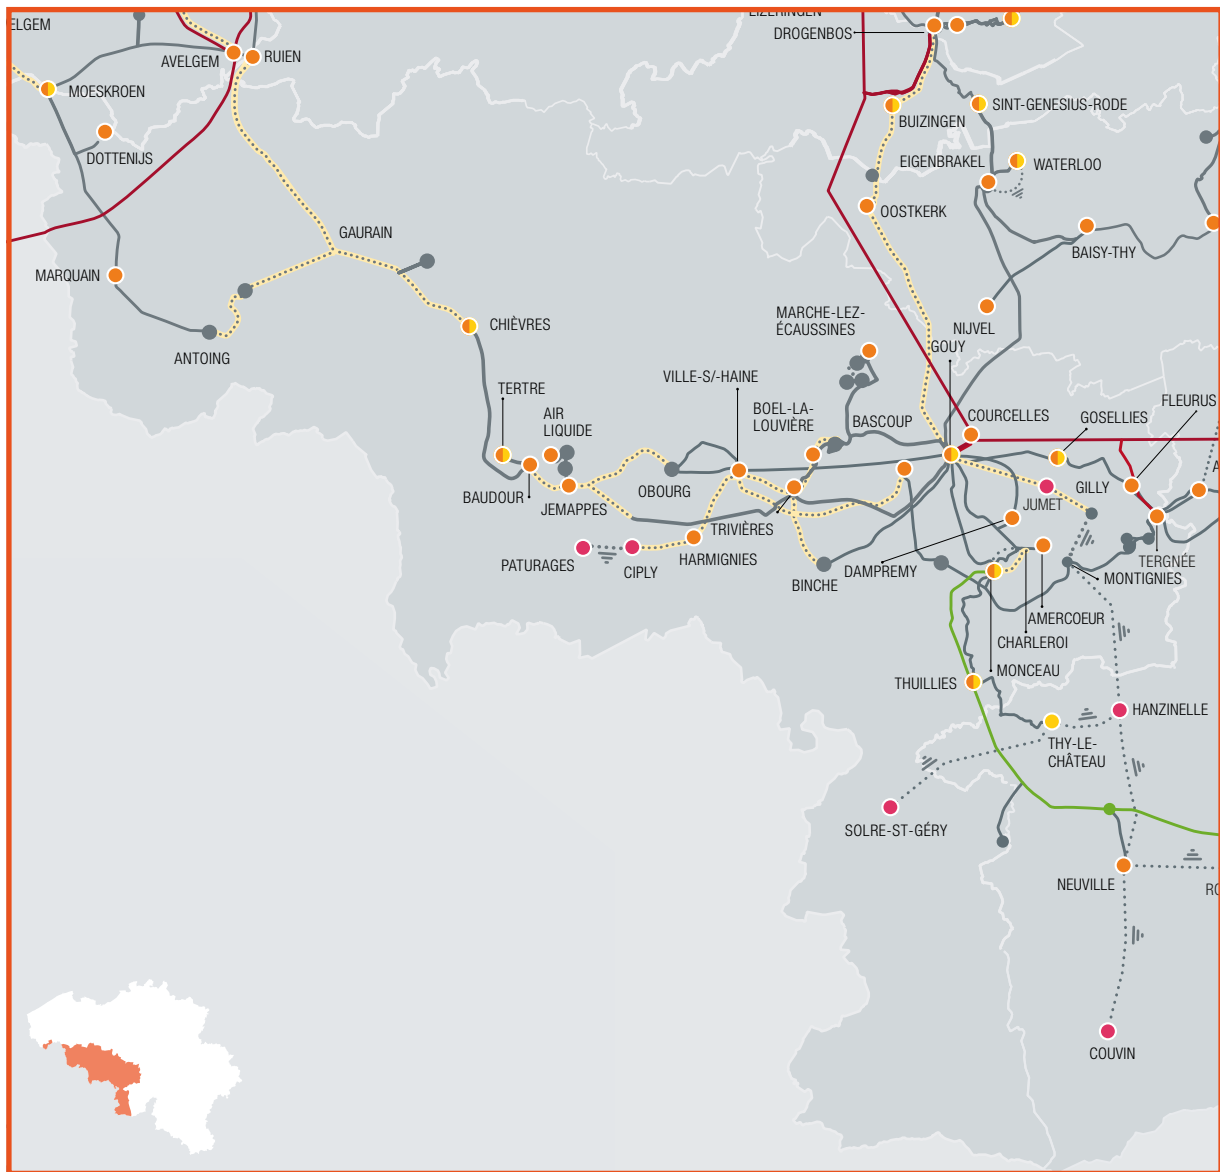 ELGEM
DROGENBOS
AVELGEM
RUIEN
MOESKROEN
SINT-GENESIUS-RODE
BUIZINGEN
DOTTENIJS
EIGENBRAKEL
WATERLOO
OOSTKERK
GAURAIN
BAISY-THY
MARQUAIN
MARCHE-LEZ-
ÉCAUSSINES
NIJVEL
CHIÈVRES
GOUY
ANTOING
VILLE-S/-HAINE
TERTRE
AIR
LIQUIDE
BOEL-LA-
LOUVIÈRE
BASCOUP
COURCELLES
GOSELLIES
FLEURUS
BAUDOUR
OBOURG
GILLY
A
JEMAPPES
JUMET
TRIVIÈRES
PATURAGES
CIPLY
HARMIGNIES
BINCHE
DAMPREMY
TERGNÉE
MONTIGNIES
AMERCOEUR
CHARLEROI
MONCEAU
THUILLIES
HANZINELLE
THY-LE-
CHÂTEAU
SOLRE-ST-GÉRY
NEUVILLE
RO
COUVIN